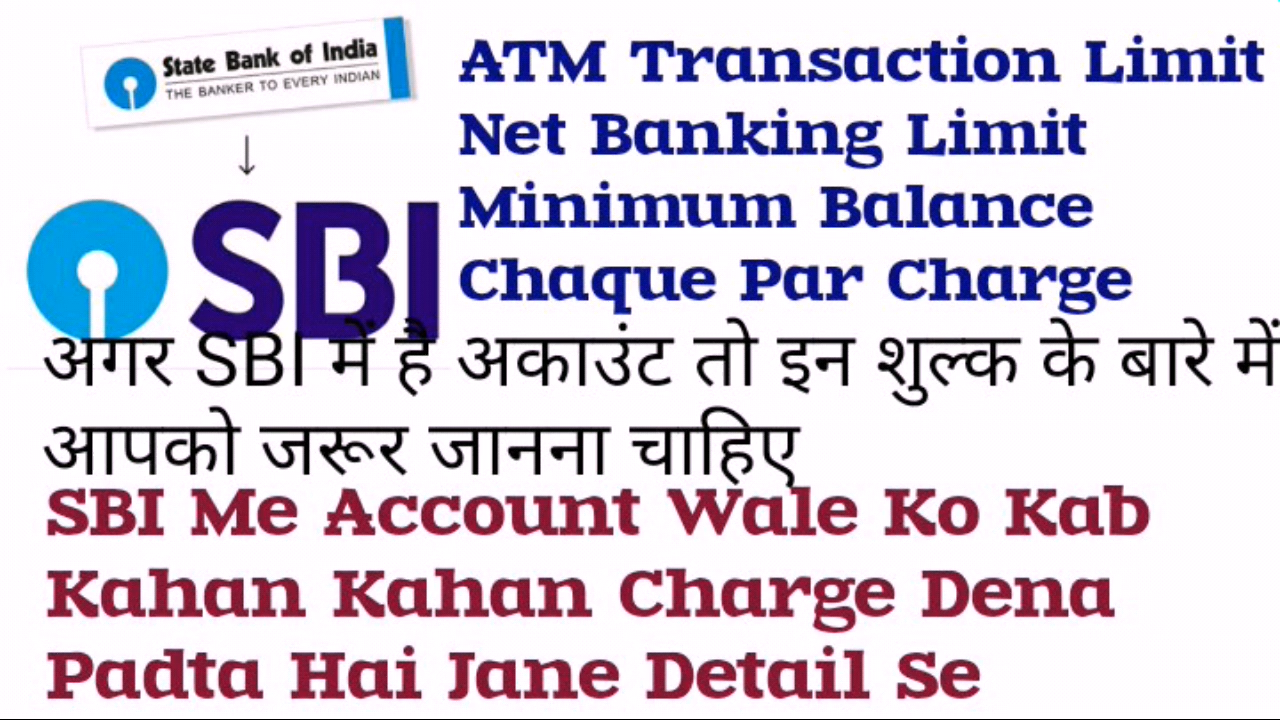 State Bank of India
THE BANKER TO EVERY INDIAN
SBI
ATM Transaction Limit
Net Banking Limit
Minimum Balance
Chaque Par Charge
अगर SBI में है अकाउंट तो इन शुल्क के बारे में
आपको जरूर जानना चाहिए
SBI Me Account Wale Ko Kab
Kahan Kahan Charge Dena
Padta Hai Jane Detail Se